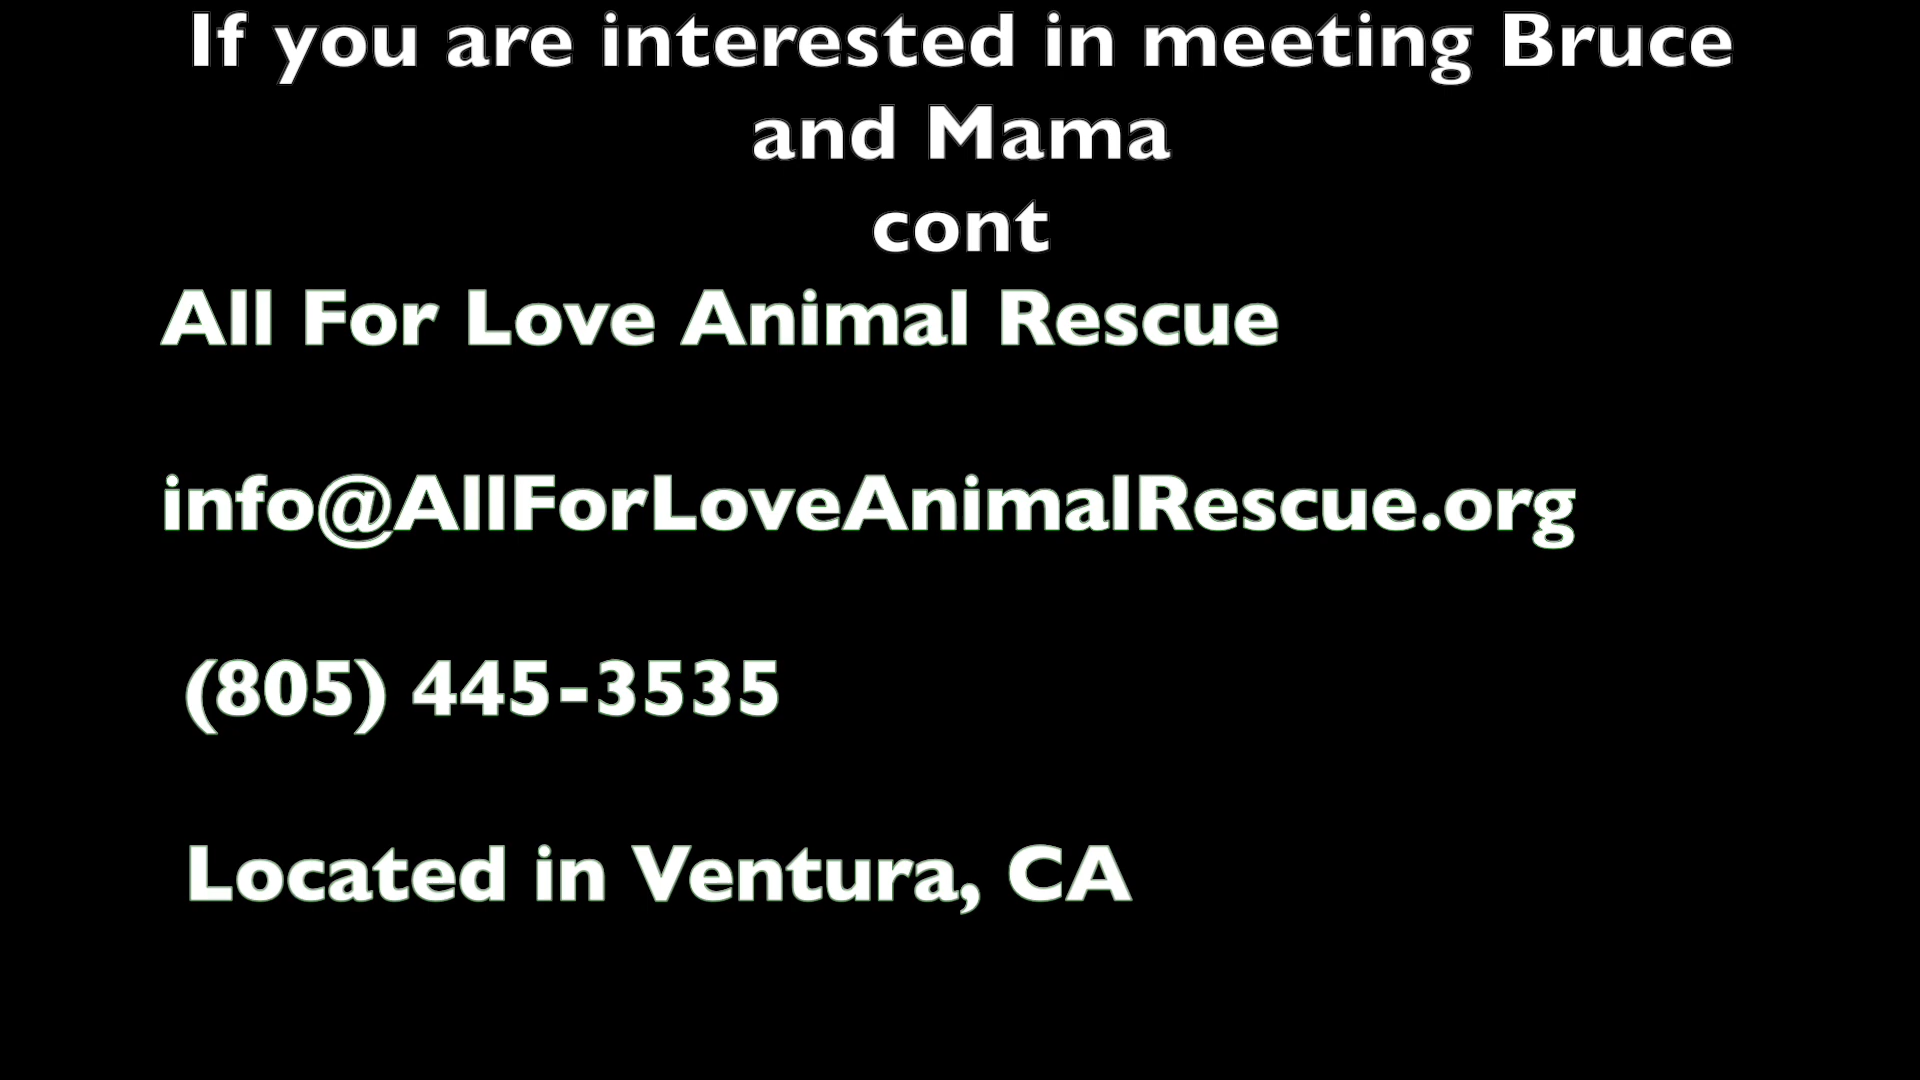 If you are interested in meeting Bruce
and Mama
cont
All For Love Animal Rescue
info@AllForLoveAnimalRescue.org
(805) 445-3535
Located in Ventura, CA